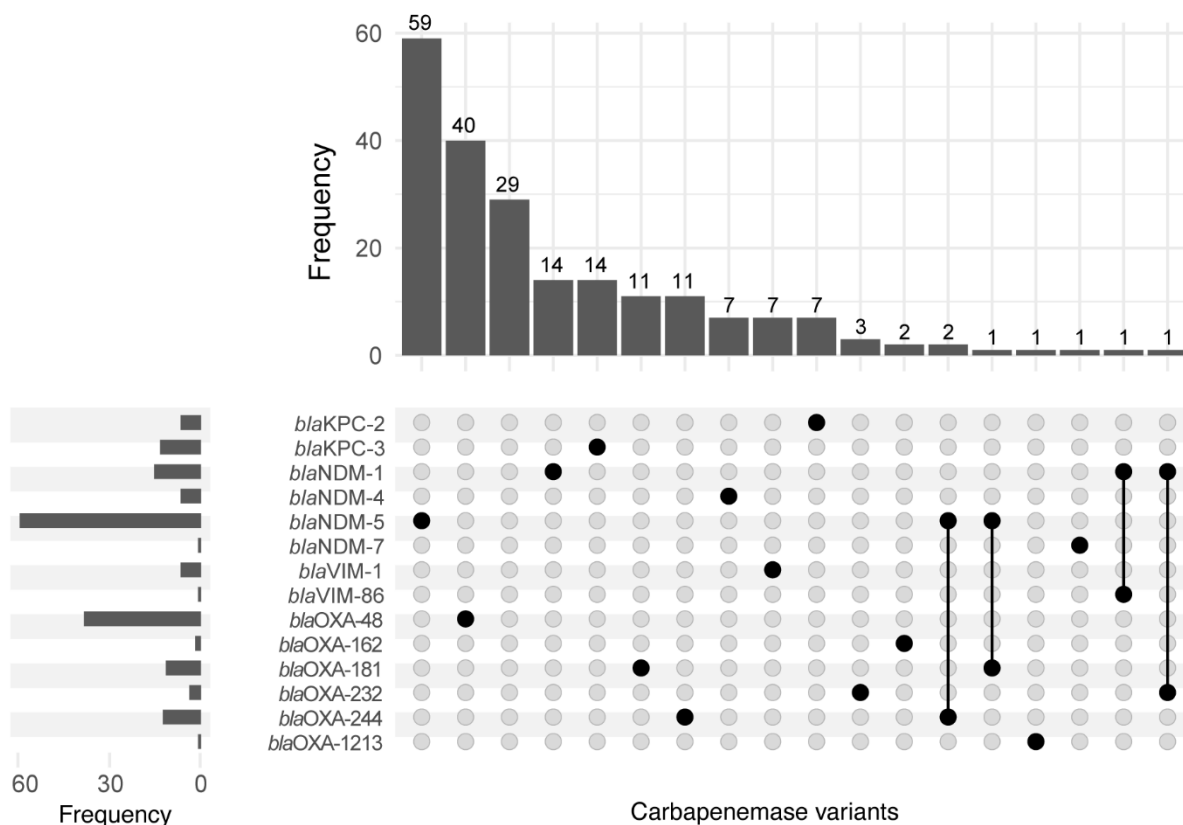 60
40
20
0
Frequency
59
40
29
14
14
11
11
7
7
7
3
2
2
1
1
1
1
1
blaKPC-2
blaKPC-3
blaNDM-1
blaNDM-4
blaNDM-5
blaNDM-7
blaVIM-1
blaVIM-86
blaOXA-48
blaOXA-162
blaOXA-181
blaOXA-232
blaOXA-244
blaOXA-1213
60 30 0
Frequency
Carbapenemase variants